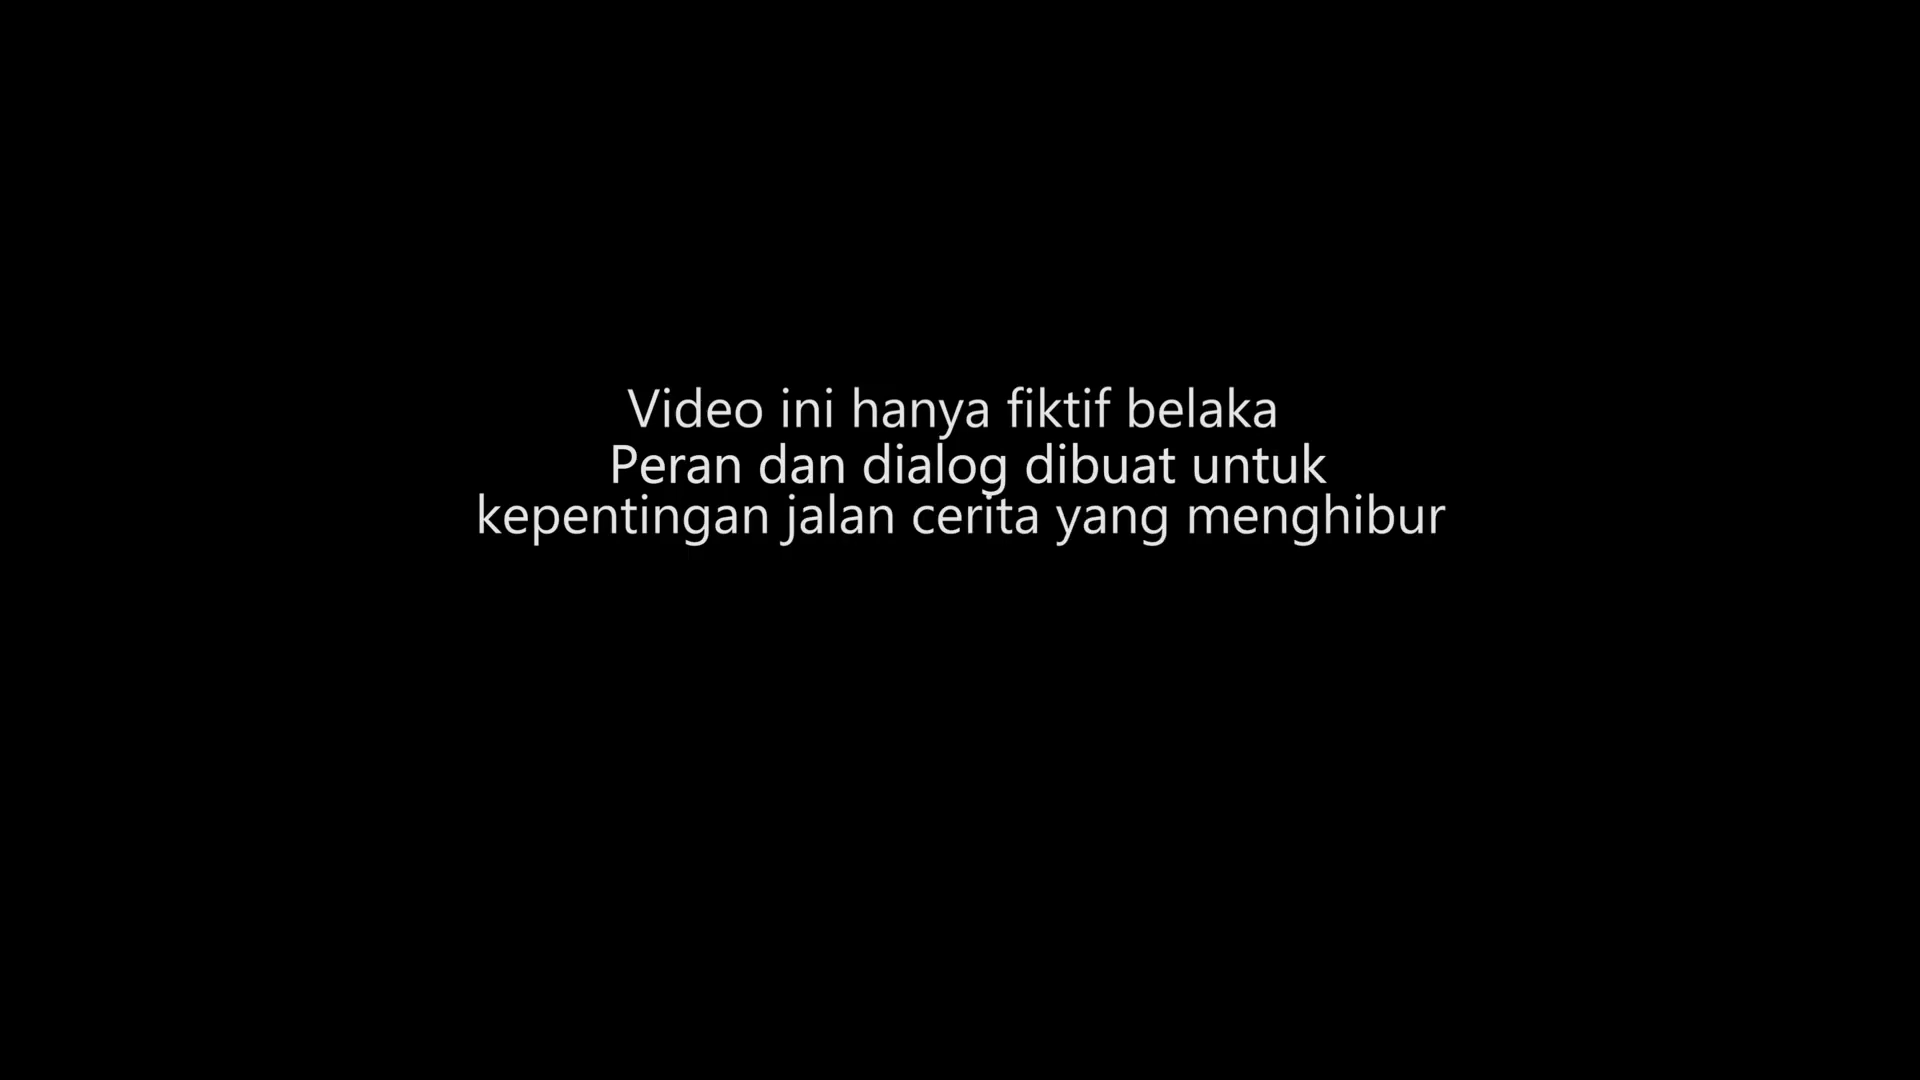 Video ini hanya fiktif belaka
Peran dan dialog dibuat untuk
kepentingan jalan cerita yang menghibur